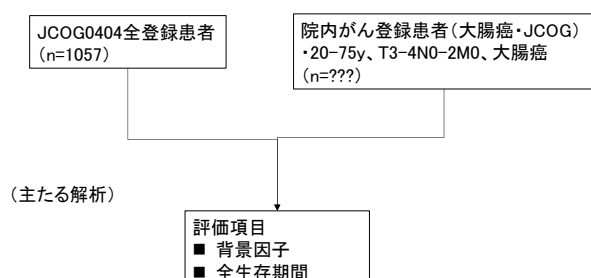 JCOG0404全登録患者
(n=1057)
院内がん登録患者(大腸癌・JCOG)
・20-75y、T3-4N0-2M0、大腸癌
(n=???)
(主たる解析)
評価項目
■ 背景因子
■ 全生存期間